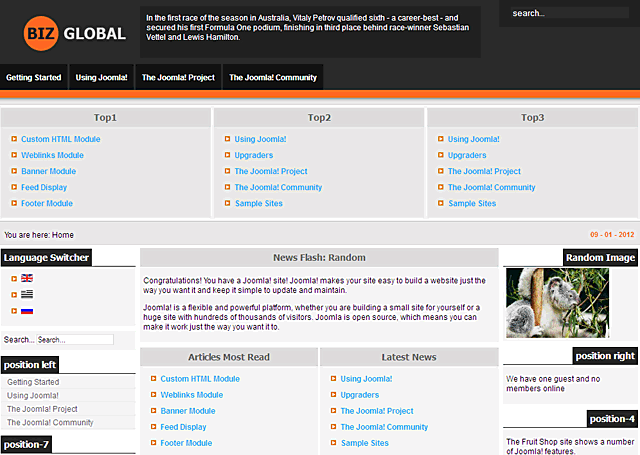 BIZ GLOBAL
In the first race of the season in Australia, Vitaly Petrov qualified sixth - a career-best - and
secured his first Formula One podium, finishing in third place behind race-winner Sebastian
Vettel and Lewis Hamilton.
search...
Getting Started
Using Joomla!
The Joomla! Project
The Joomla! Community
Top1
Custom HTML Module
Weblinks Module
Banner Module
Feed Display
Footer Module
Top2
Using Joomla!
Upgraders
The Joomla! Project
The Joomla! Community
Sample Sites
Top3
Using Joomla!
Upgraders
The Joomla! Project
The Joomla! Community
Sample Sites
You are here: Home
09 - 01 - 2012
Language Switcher
Search... Search...
position left
Getting Started
Using Joomla!
The Joomla! Project
The Joomla! Community
position-7
News Flash: Random
Congratulations! You have a Joomla! site! Joomla! makes your site easy to build a website just the
way you want it and keep it simple to update and maintain.
Joomla! is a flexible and powerful platform, whether you are building a small site for yourself or a
huge site with hundreds of thousands of visitors. Joomla is open source, which means you can
make it work just the way you want it to.
Articles Most Read
Custom HTML Module
Weblinks Module
Banner Module
Feed Display
Footer Module
Latest News
Using Joomla!
Upgraders
The Joomla! Project
The Joomla! Community
Sample Sites
Random Image
position right
We have one guest and no
members online
position-4
The Fruit Shop site shows a number
of Joomla! features.